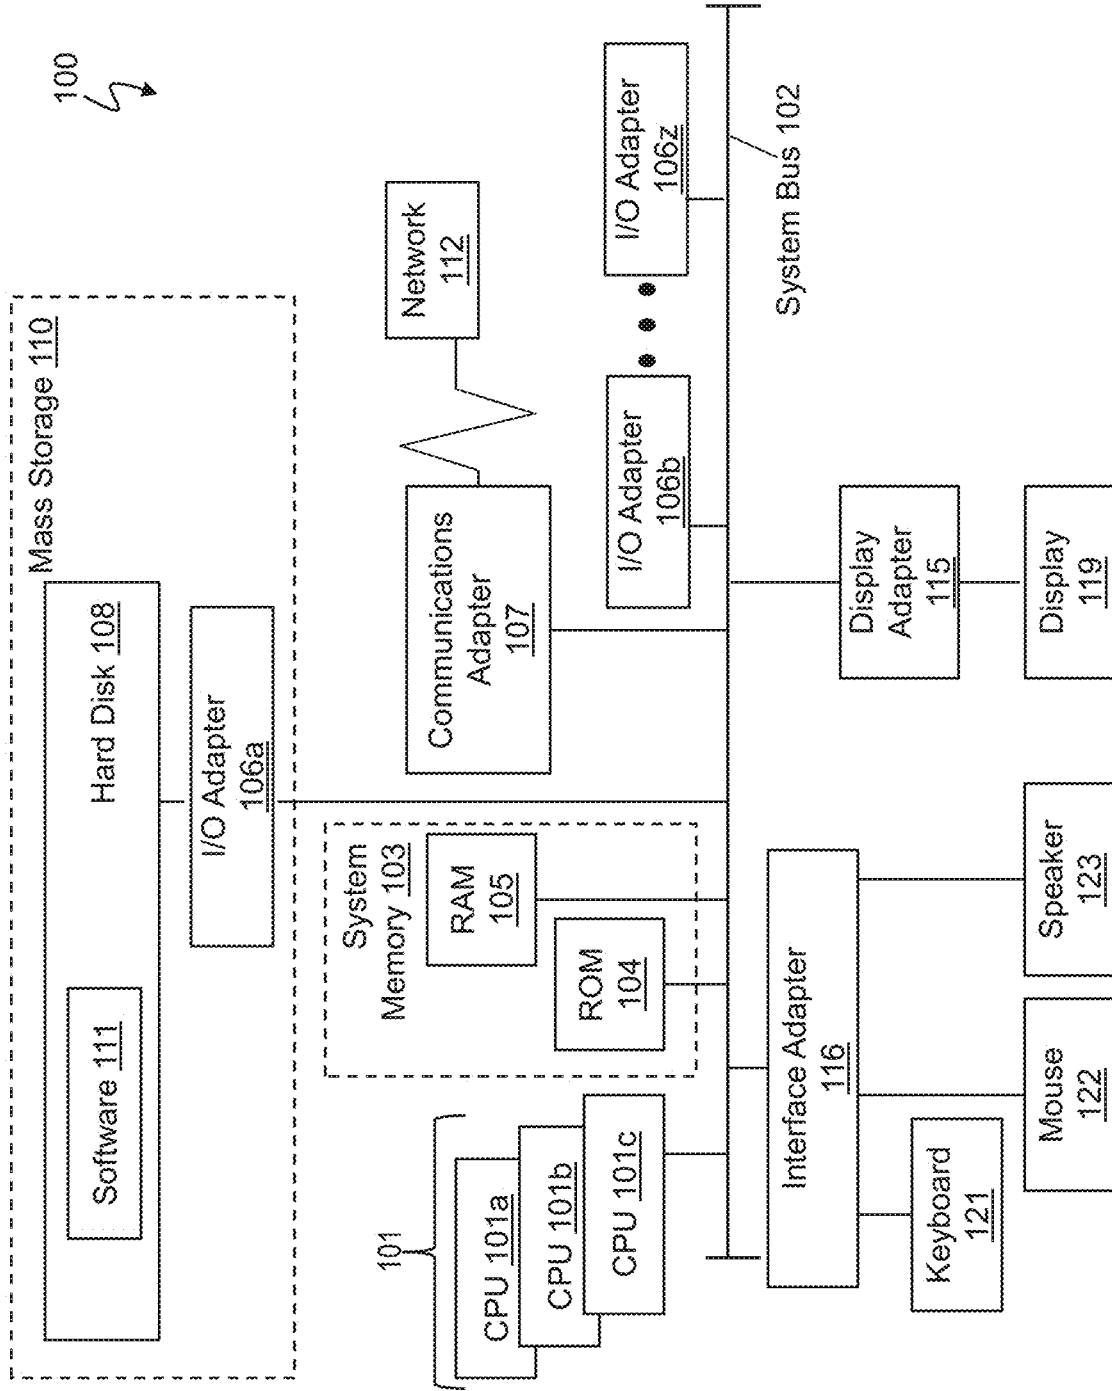 100
Mass Storage 110
Hard Disk 108
Software 111
I/O Adapter
106a
System
Memory 103
RAM
105
ROM
104
101
CPU 101a
CPU 101b
CPU 101c
Communications
Adapter
107
Network
112
I/O Adapter
106b
I/O Adapter
106z
System Bus 102
Interface Adapter
116
Display
Adapter
115
Keyboard
121
Mouse
122
Speaker
123
Display
119